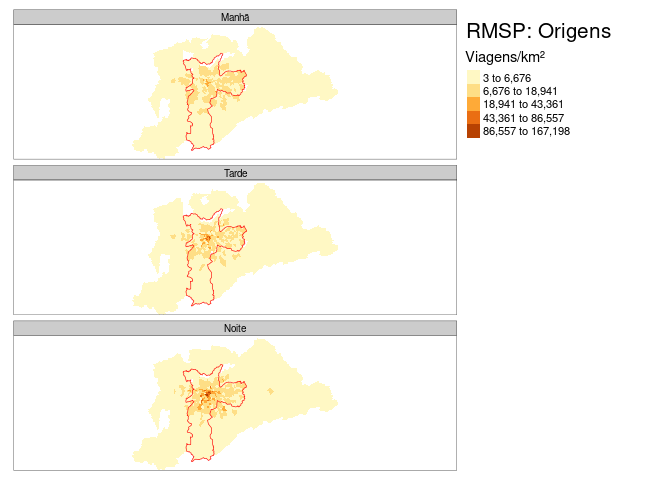 Manhã
Tarde
Noite
RMSP: Origens
Viagens/km²
3 to 6,676
6,676 to 18,941
18,941 to 43,361
43,361 to 86,557
86,557 to 167,198